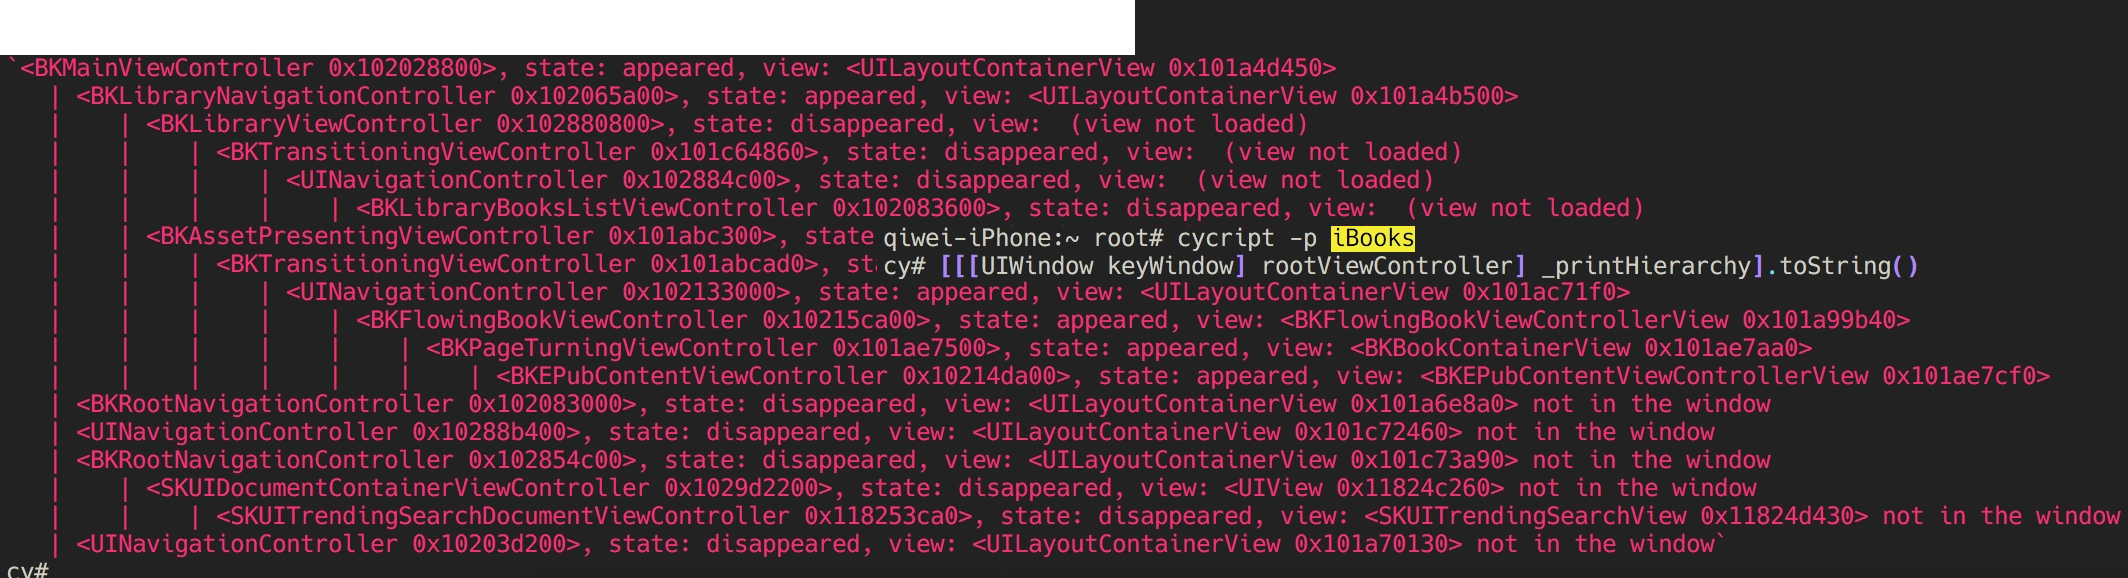 `<BKMainViewController 0x102028800>, state: appeared, view: <UILayoutContainerView 0x101a4d450>
| <BKLibraryNavigationController 0x102065a00>, state: appeared, view: <UILayoutContainerView 0x101a4b500>
| | <BKLibraryViewController 0x102880800>, state: disappeared, view: (view not loaded)
| | | <BKTransitioningViewController 0x101c64860>, state: disappeared, view: (view not loaded)
| | | | <UINavigationController 0x102884c00>, state: disappeared, view: (view not loaded)
| | | | | <BKLibraryBooksListViewController 0x102083600>, state: disappeared, view: (view not loaded)
| | <BKAssetPresentingViewController 0x101abc300>, state
qiwei-iPhone:~ root# cycript -p iBooks
| | | <BKTransitioningViewController 0x101abcad0>, st
cy# [[[UIWindow keyWindow] rootViewController] _printHierarchy].toString()
| | | | <UINavigationController 0x102133000>, state: appeared, view: <UILayoutContainerView 0x101ac71f0>
| | | | | <BKFlowingBookViewController 0x10215ca00>, state: appeared, view: <BKFlowingBookViewControllerView 0x101a99b40>
| | | | | | <BKPageTurningViewController 0x101ae7500>, state: appeared, view: <BKBookContainerView 0x101ae7aa0>
| | | | | | | <BKEPubContentViewController 0x10214da00>, state: appeared, view: <BKEPubContentViewControllerView 0x101ae7cf0>
| <BKRootNavigationController 0x102083000>, state: disappeared, view: <UILayoutContainerView 0x101a6e8a0> not in the window
| <UINavigationController 0x10288b400>, state: disappeared, view: <UILayoutContainerView 0x101c72460> not in the window
| <BKRootNavigationController 0x102854c00>, state: disappeared, view: <UILayoutContainerView 0x101c73a90> not in the window
| | <SKUIDocumentContainerViewController 0x1029d2200>, state: disappeared, view: <UIView 0x11824c260> not in the window
| | | <SKUITrendingSearchDocumentViewController 0x118253ca0>, state: disappeared, view: <SKUITrendingSearchView 0x11824d430> not in the window
| <UINavigationController 0x10203d200>, state: disappeared, view: <UILayoutContainerView 0x101a70130> not in the window`
cy#